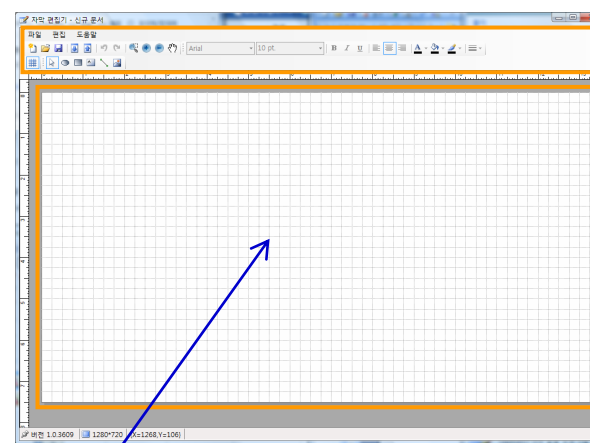 자막 편집기 - 신규 문서
파일 편집 도움말
Arial 10 pt. B I U A
버전 1.0.3609 1280*720 (X=1268,Y=106)